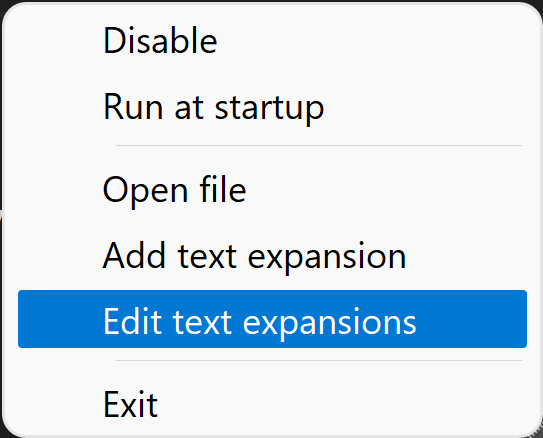 Disable
Run at startup
Open file
Add text expansion
Edit text expansions
Exit